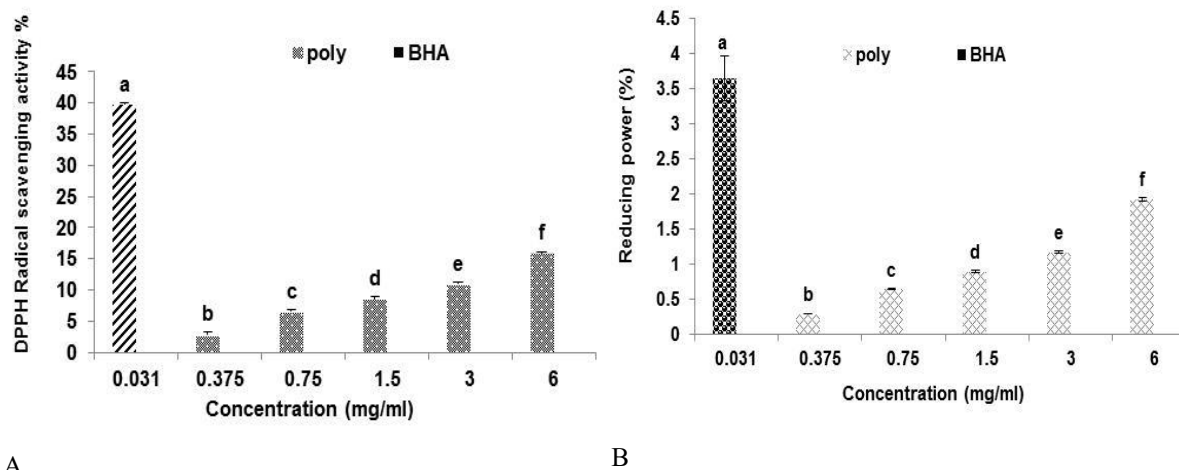 poly BHA
DPPH Radical scavenging activity %
45
40
35
30
25
20
15
10
5
0
a
b
c
d
e
f
0.031 0.375 0.75 1.5 3 6
Concentration (mg/ml)
A
poly BHA
Reducing power (%)
4.5
4
3.5
3
2.5
2
1.5
1
0.5
0
a
b
c
d
e
f
0.031 0.375 0.75 1.5 3 6
Concentration (mg/ml)
B